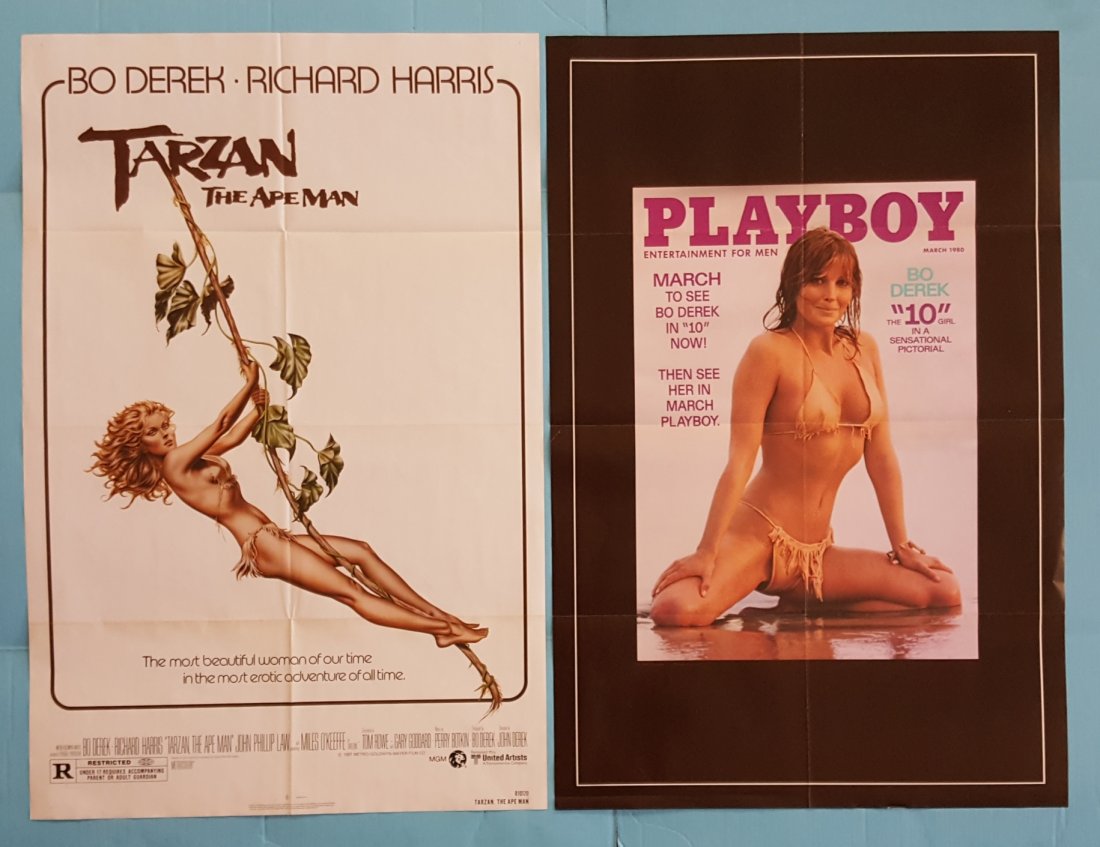 BO DEREK · RICHARD HARRIS
TARZAN
THE APE MAN
The most beautiful woman of our time
in the most erotic adventure of all time.
BO DEREK RICHARD HARRIS "TARZAN, THE APE MAN" JOHN PHILLIP LAW MILES O'KEEFFE TOM ROWE GARY GODDARD PERRY BOTKIN BO DEREK JOHN DEREK
MGM
United Artists
R
RESTRICTED
UNDER 17 REQUIRES ACCOMPANYING
PARENT OR ADULT GUARDIAN
810120
TARZAN, THE APE MAN
PLAYBOY
ENTERTAINMENT FOR MEN
MARCH 1980
MARCH
TO SEE
BO DEREK
IN "10"
NOW!
THEN SEE
HER IN
MARCH
PLAYBOY.
BO
DEREK
THE "10" GIRL
IN A
SENSATIONAL
PICTORIAL